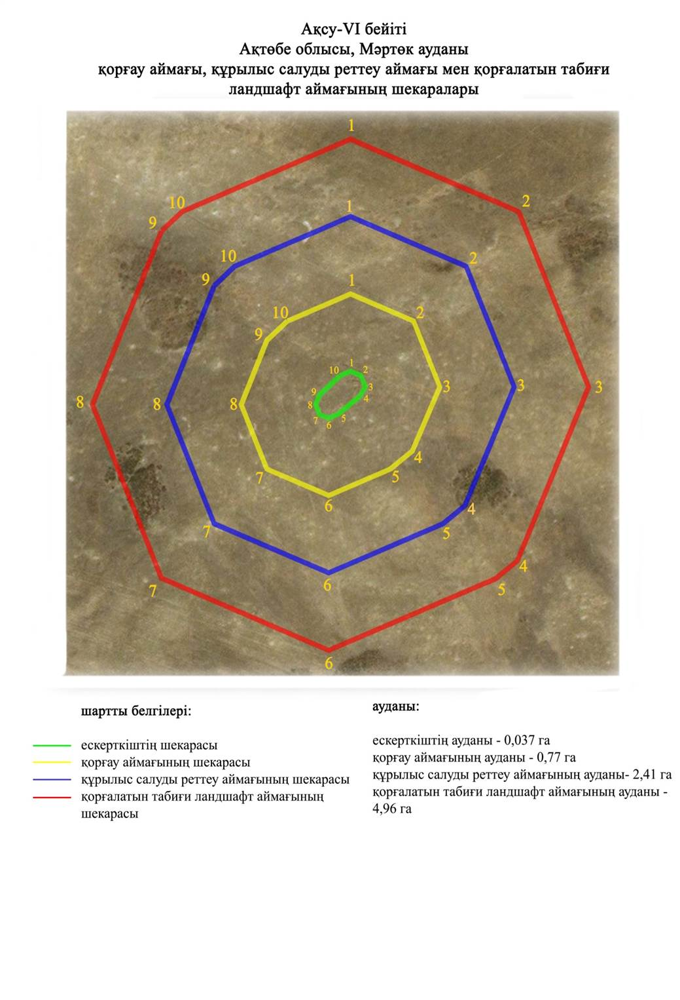 Ақсу-VI бейіті
Ақтөбе облысы, Мәртөк ауданы
қорғау аймағы, құрылыс салуды реттеу аймағы мен қорғалатын табиғи
ландшафт аймағының шекаралары
1
2
3
4
5
6
7
8
9
10
1
2
3
4
5
6
7
8
9
10
1
2
3
4
5
6
7
8
9
10
1
2
3
4
5
6
7
8
9
10
шартты белгілері:
ескерткіштің шекарасы
қорғау аймағының шекарасы
құрылыс салуды реттеу аймағының шекарасы
қорғалатын табиғи ландшафт аймағының
шекарасы
ауданы:
ескерткіштің ауданы - 0,037 га
қорғау аймағының ауданы - 0,77 га
құрылыс салуды реттеу аймағының ауданы- 2,41 га
қорғалатын табиғи ландшафт аймағының ауданы -
4,96 га